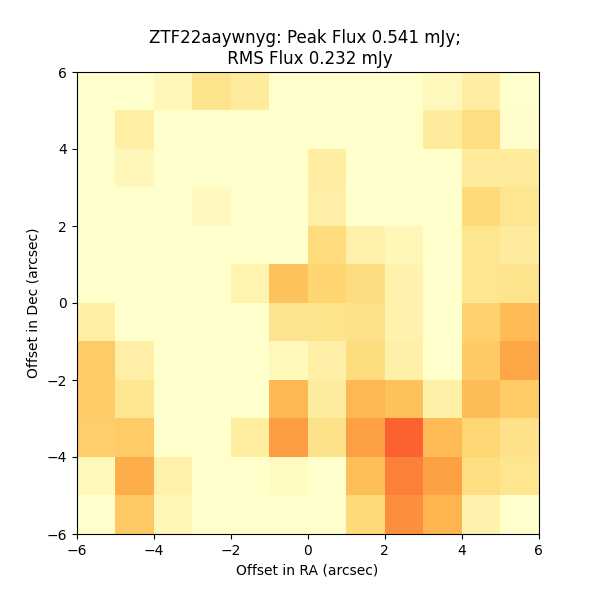 ZTF22aaywnyg: Peak Flux 0.541 mJy;
RMS Flux 0.232 mJy
6
4
2
0
−2
−4
−6
Offset in Dec (arcsec)
−6 −4 −2 0 2 4 6
Offset in RA (arcsec)